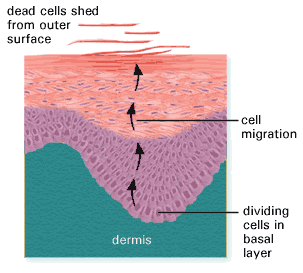 dead cells shed
from outer
surface
cell
migration
dividing
cells in
basal
layer
dermis